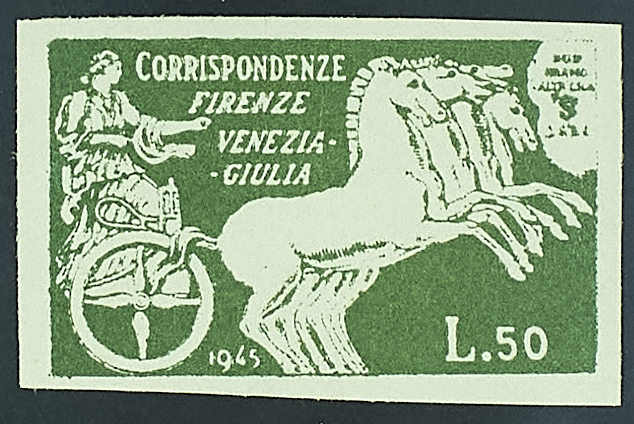 CORRISPONDENZE
FIRENZE
VENEZIA-
-GIULIA
1945
L.50